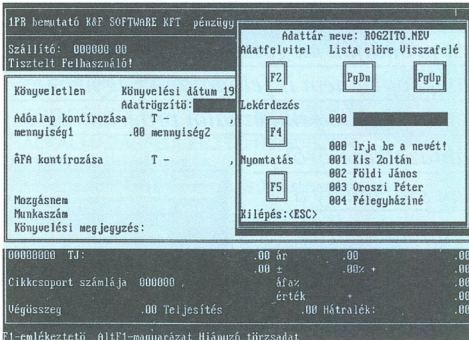 1PR bemutató K&F SOFTWARE KFT pénzügy
Szállító: 000000 00
Tisztelt Felhasználó!
Könyveletlen Könyvelési dátum 19
Adatrögzitö:
Adóalap kontírozása T - ,
mennyiség1 .00 mennyiség2
ÁFA kontírozása T - ,
Mozgásnem
Munkaszám
Könyvelési megjegyzés:
Adattár neve: ROGZITO.NEV
Adatfelvitel Lista elöre Visszafelé
F2 PgDn PgUp
Lekérdezés
000
F4
000 Irja be a nevét!
Nyomtatás 001 Kis Zoltán
002 Földi János
F5 003 Oroszi Péter
004 Félegyháziné
Kilépés:<ESC>
00000000 TJ: .00 ár .00 .00
.00 ± .00% + .00
Cikkcsoport számlája 000000 , áfa% .00
érték + .00
Végösszeg .00 Teljesítés .00 Hátralék: .00
F1-emlékeztetö AltF1-magyarázat Hiányzó törzsadat